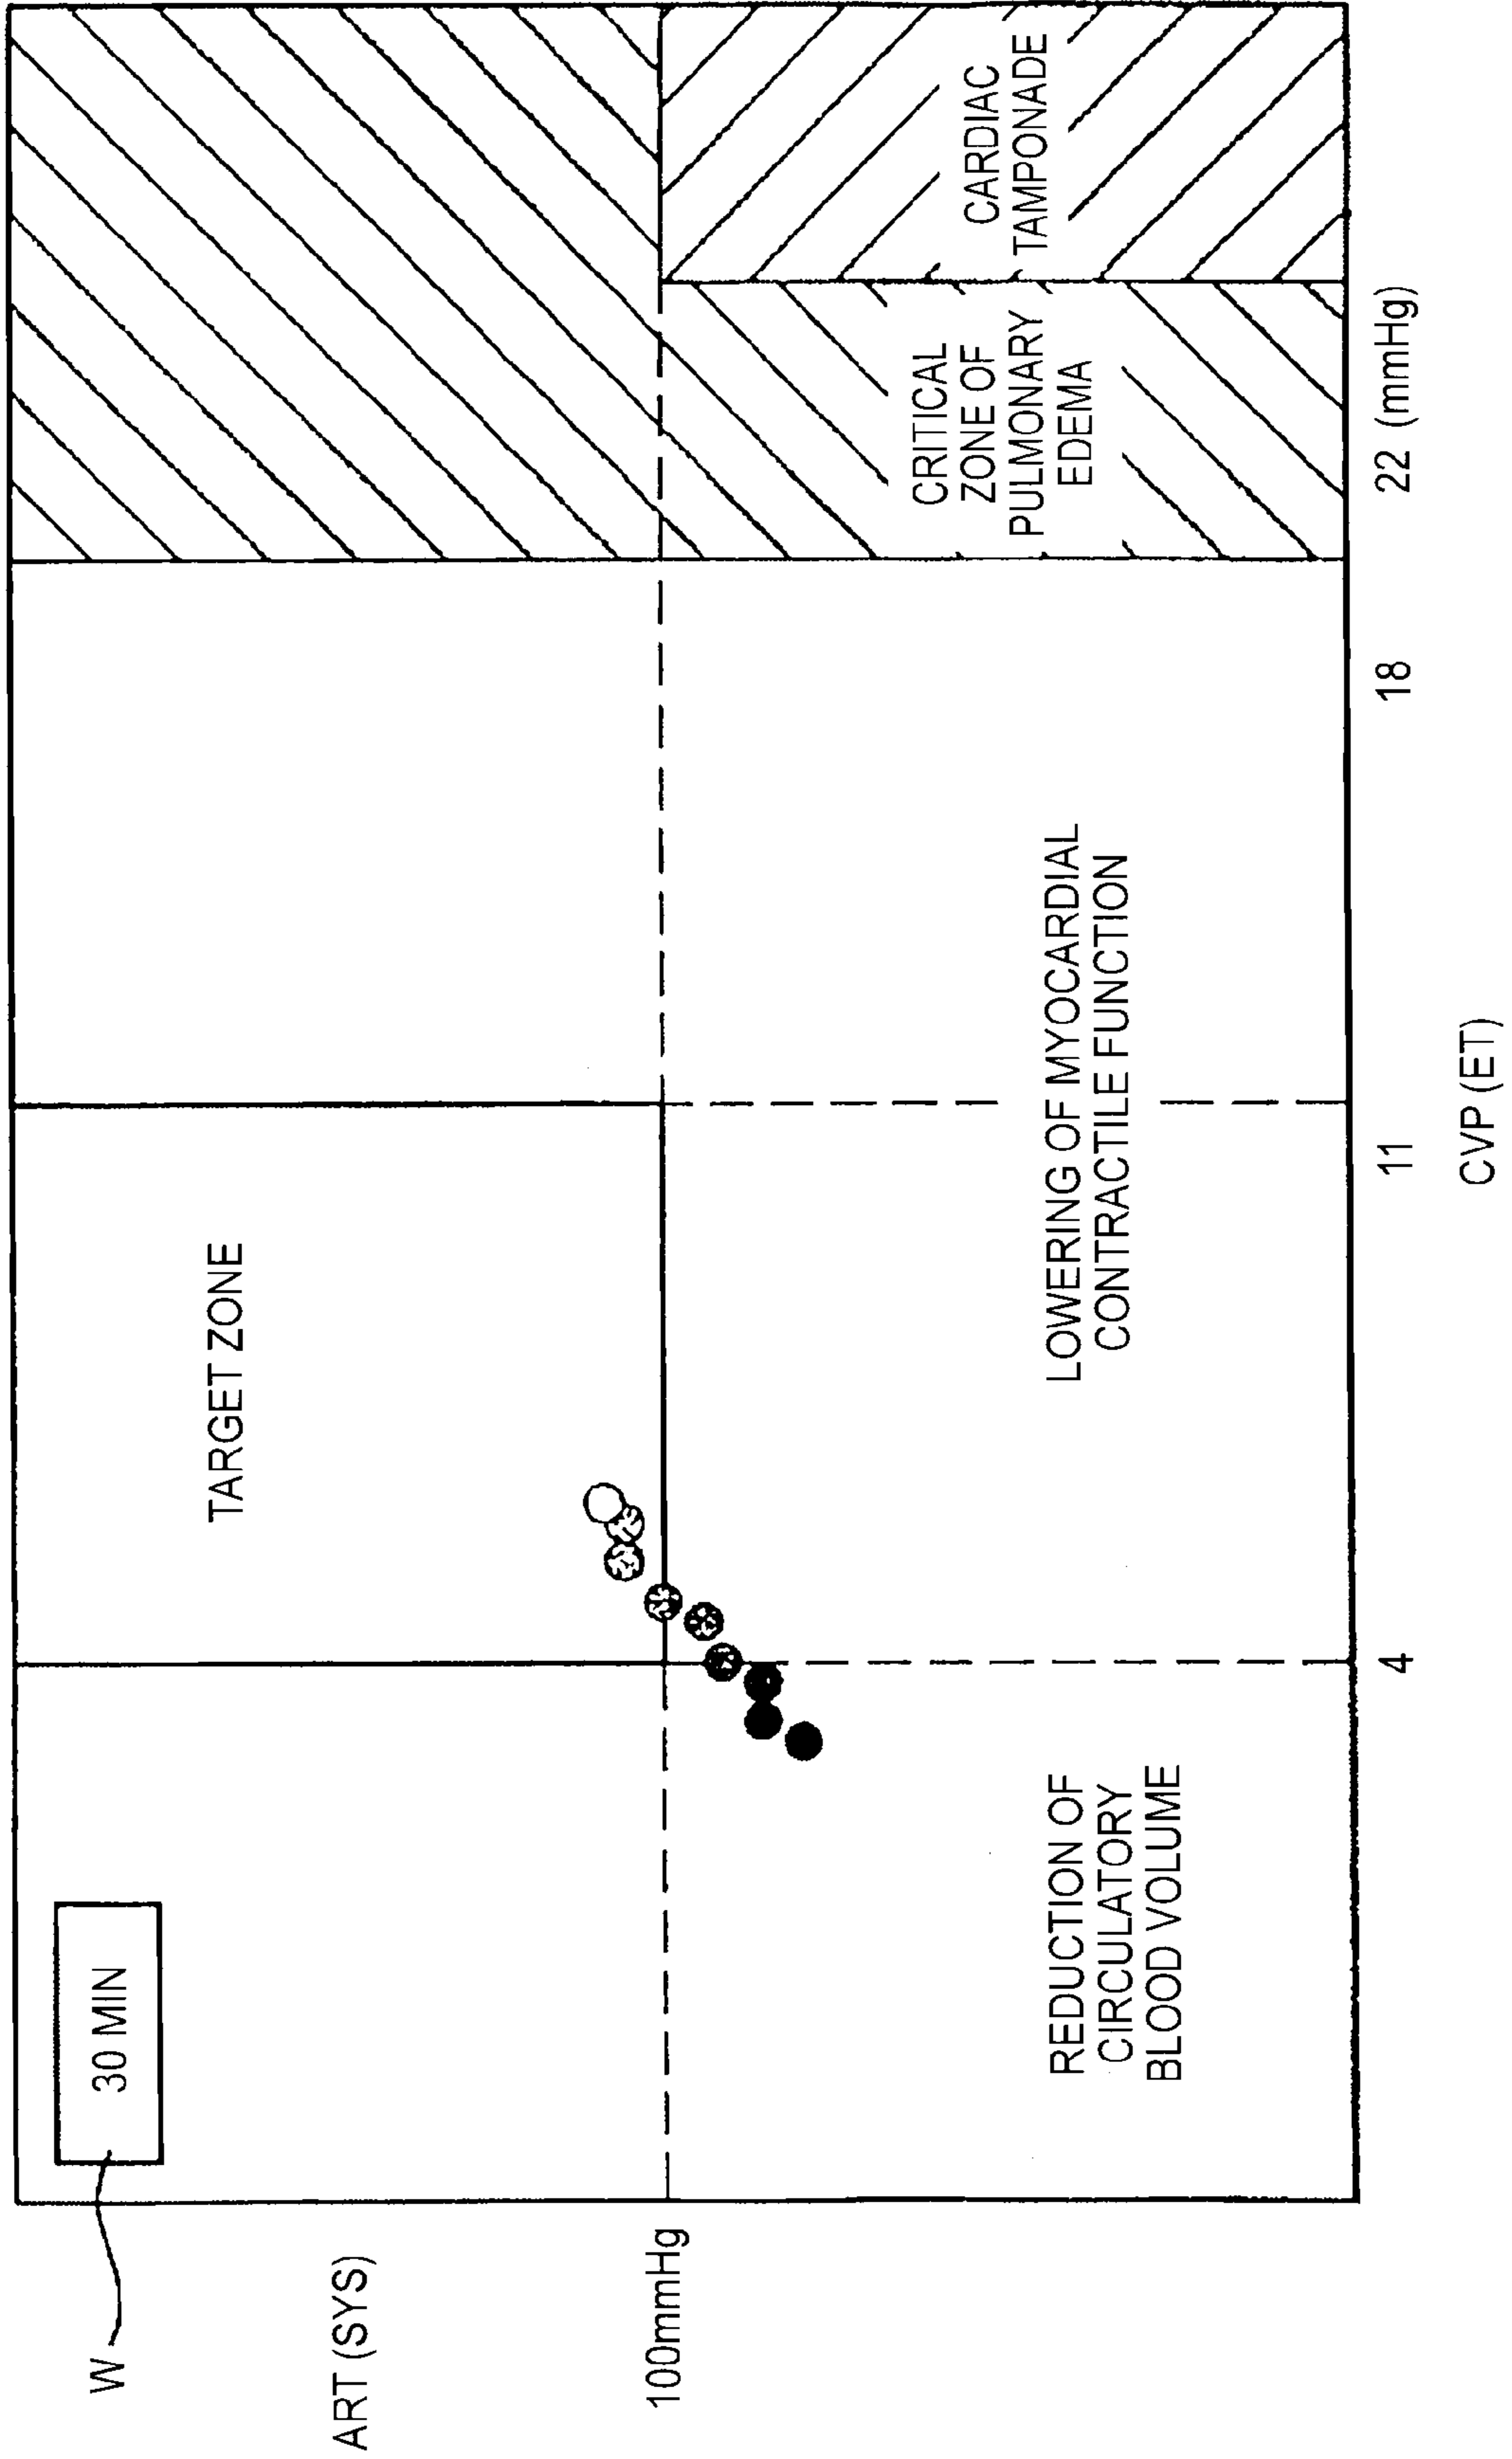 W
30 MIN
TARGET ZONE
ART (SYS)
100mmHg
REDUCTION OF
CIRCULATORY
BLOOD VOLUME
LOWERING OF MYOCARDIAL
CONTRACTILE FUNCTION
CRITICAL
ZONE OF
PULMONARY
EDEMA
CARDIAC
TAMPONADE
4 11 18 22 (mmHg)
CVP (ET)